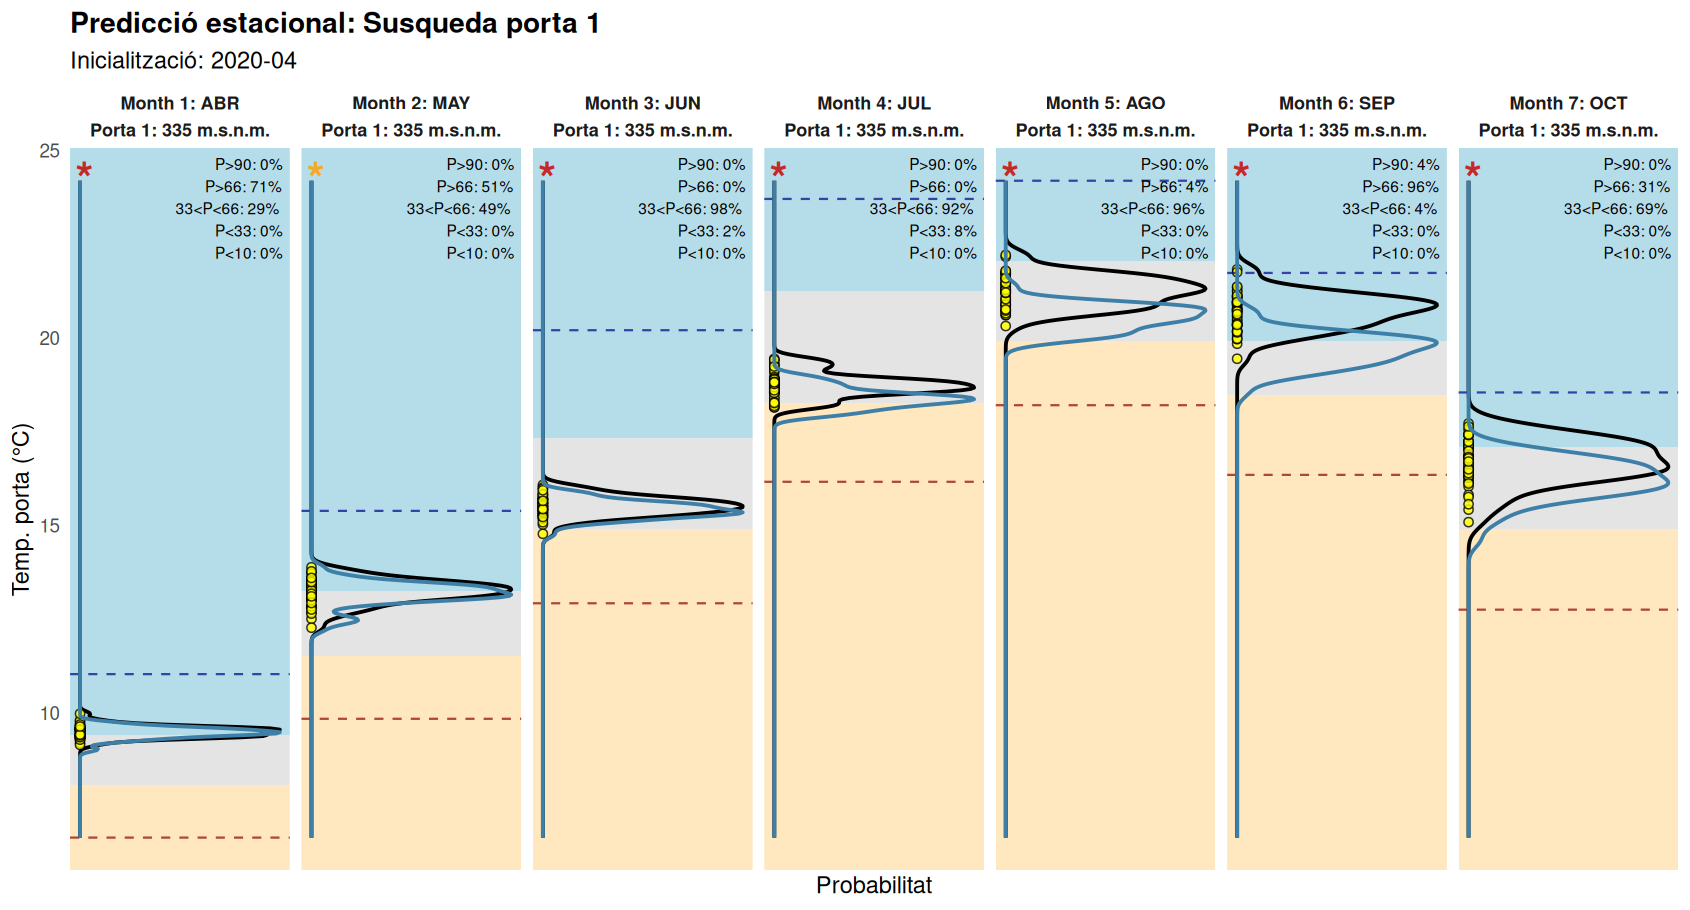 Predicció estacional: Susqueda porta 1
Inicialització: 2020-04
Month 1: ABR
Porta 1: 335 m.s.n.m.
Month 2: MAY
Porta 1: 335 m.s.n.m.
Month 3: JUN
Porta 1: 335 m.s.n.m.
Month 4: JUL
Porta 1: 335 m.s.n.m.
Month 5: AGO
Porta 1: 335 m.s.n.m.
Month 6: SEP
Porta 1: 335 m.s.n.m.
Month 7: OCT
Porta 1: 335 m.s.n.m.
Temp. porta (°C)
25
20
15
10
*
P>90: 0%
P>66: 71%
33<P<66: 29%
P<33: 0%
P<10: 0%
*
P>90: 0%
P>66: 51%
33<P<66: 49%
P<33: 0%
P<10: 0%
*
P>90: 0%
P>66: 0%
33<P<66: 98%
P<33: 2%
P<10: 0%
*
P>90: 0%
P>66: 0%
33<P<66: 92%
P<33: 8%
P<10: 0%
*
P>90: 0%
P>66: 4%
33<P<66: 96%
P<33: 0%
P<10: 0%
*
P>90: 4%
P>66: 96%
33<P<66: 4%
P<33: 0%
P<10: 0%
*
P>90: 0%
P>66: 31%
33<P<66: 69%
P<33: 0%
P<10: 0%
Probabilitat